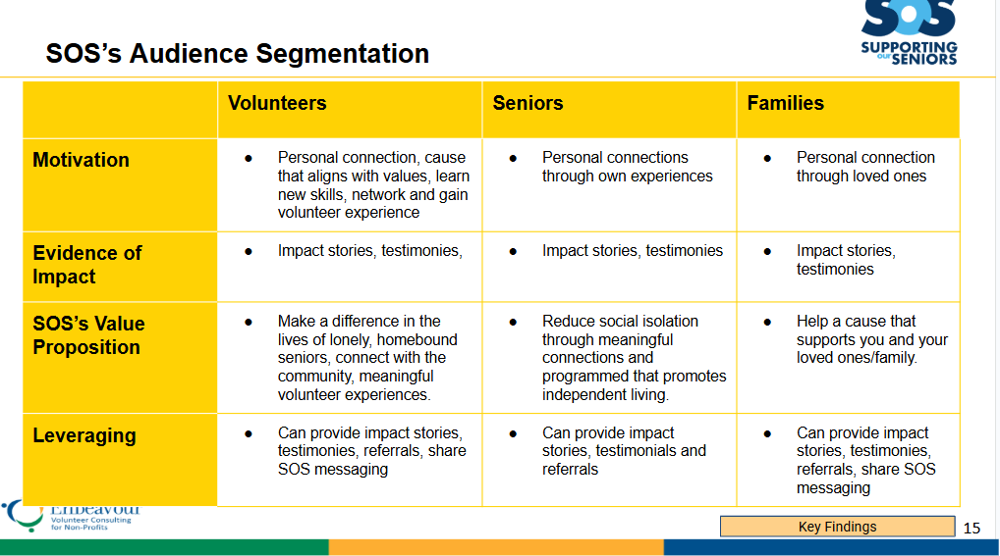 SOS
SUPPORTING
our SENIORS
SOS's Audience Segmentation
Volunteers
Seniors
Families
Motivation
● Personal connection, cause
that aligns with values, learn
new skills, network and gain
volunteer experience
● Personal connections
through own experiences
● Personal connection
through loved ones
Evidence of
Impact
● Impact stories, testimonies,
● Impact stories, testimonies
● Impact stories,
testimonies
SOS's Value
Proposition
● Make a difference in the
lives of lonely, homebound
seniors, connect with the
community, meaningful
volunteer experiences.
● Reduce social isolation
through meaningful
connections and
programmed that promotes
independent living.
● Help a cause that
supports you and your
loved ones/family.
Leveraging
● Can provide impact stories,
testimonies, referrals, share
SOS messaging
● Can provide impact
stories, testimonials and
referrals
● Can provide impact
stories, testimonies,
referrals, share SOS
messaging
Endeavour
Volunteer Consulting
for Non-Profits
Key Findings
15